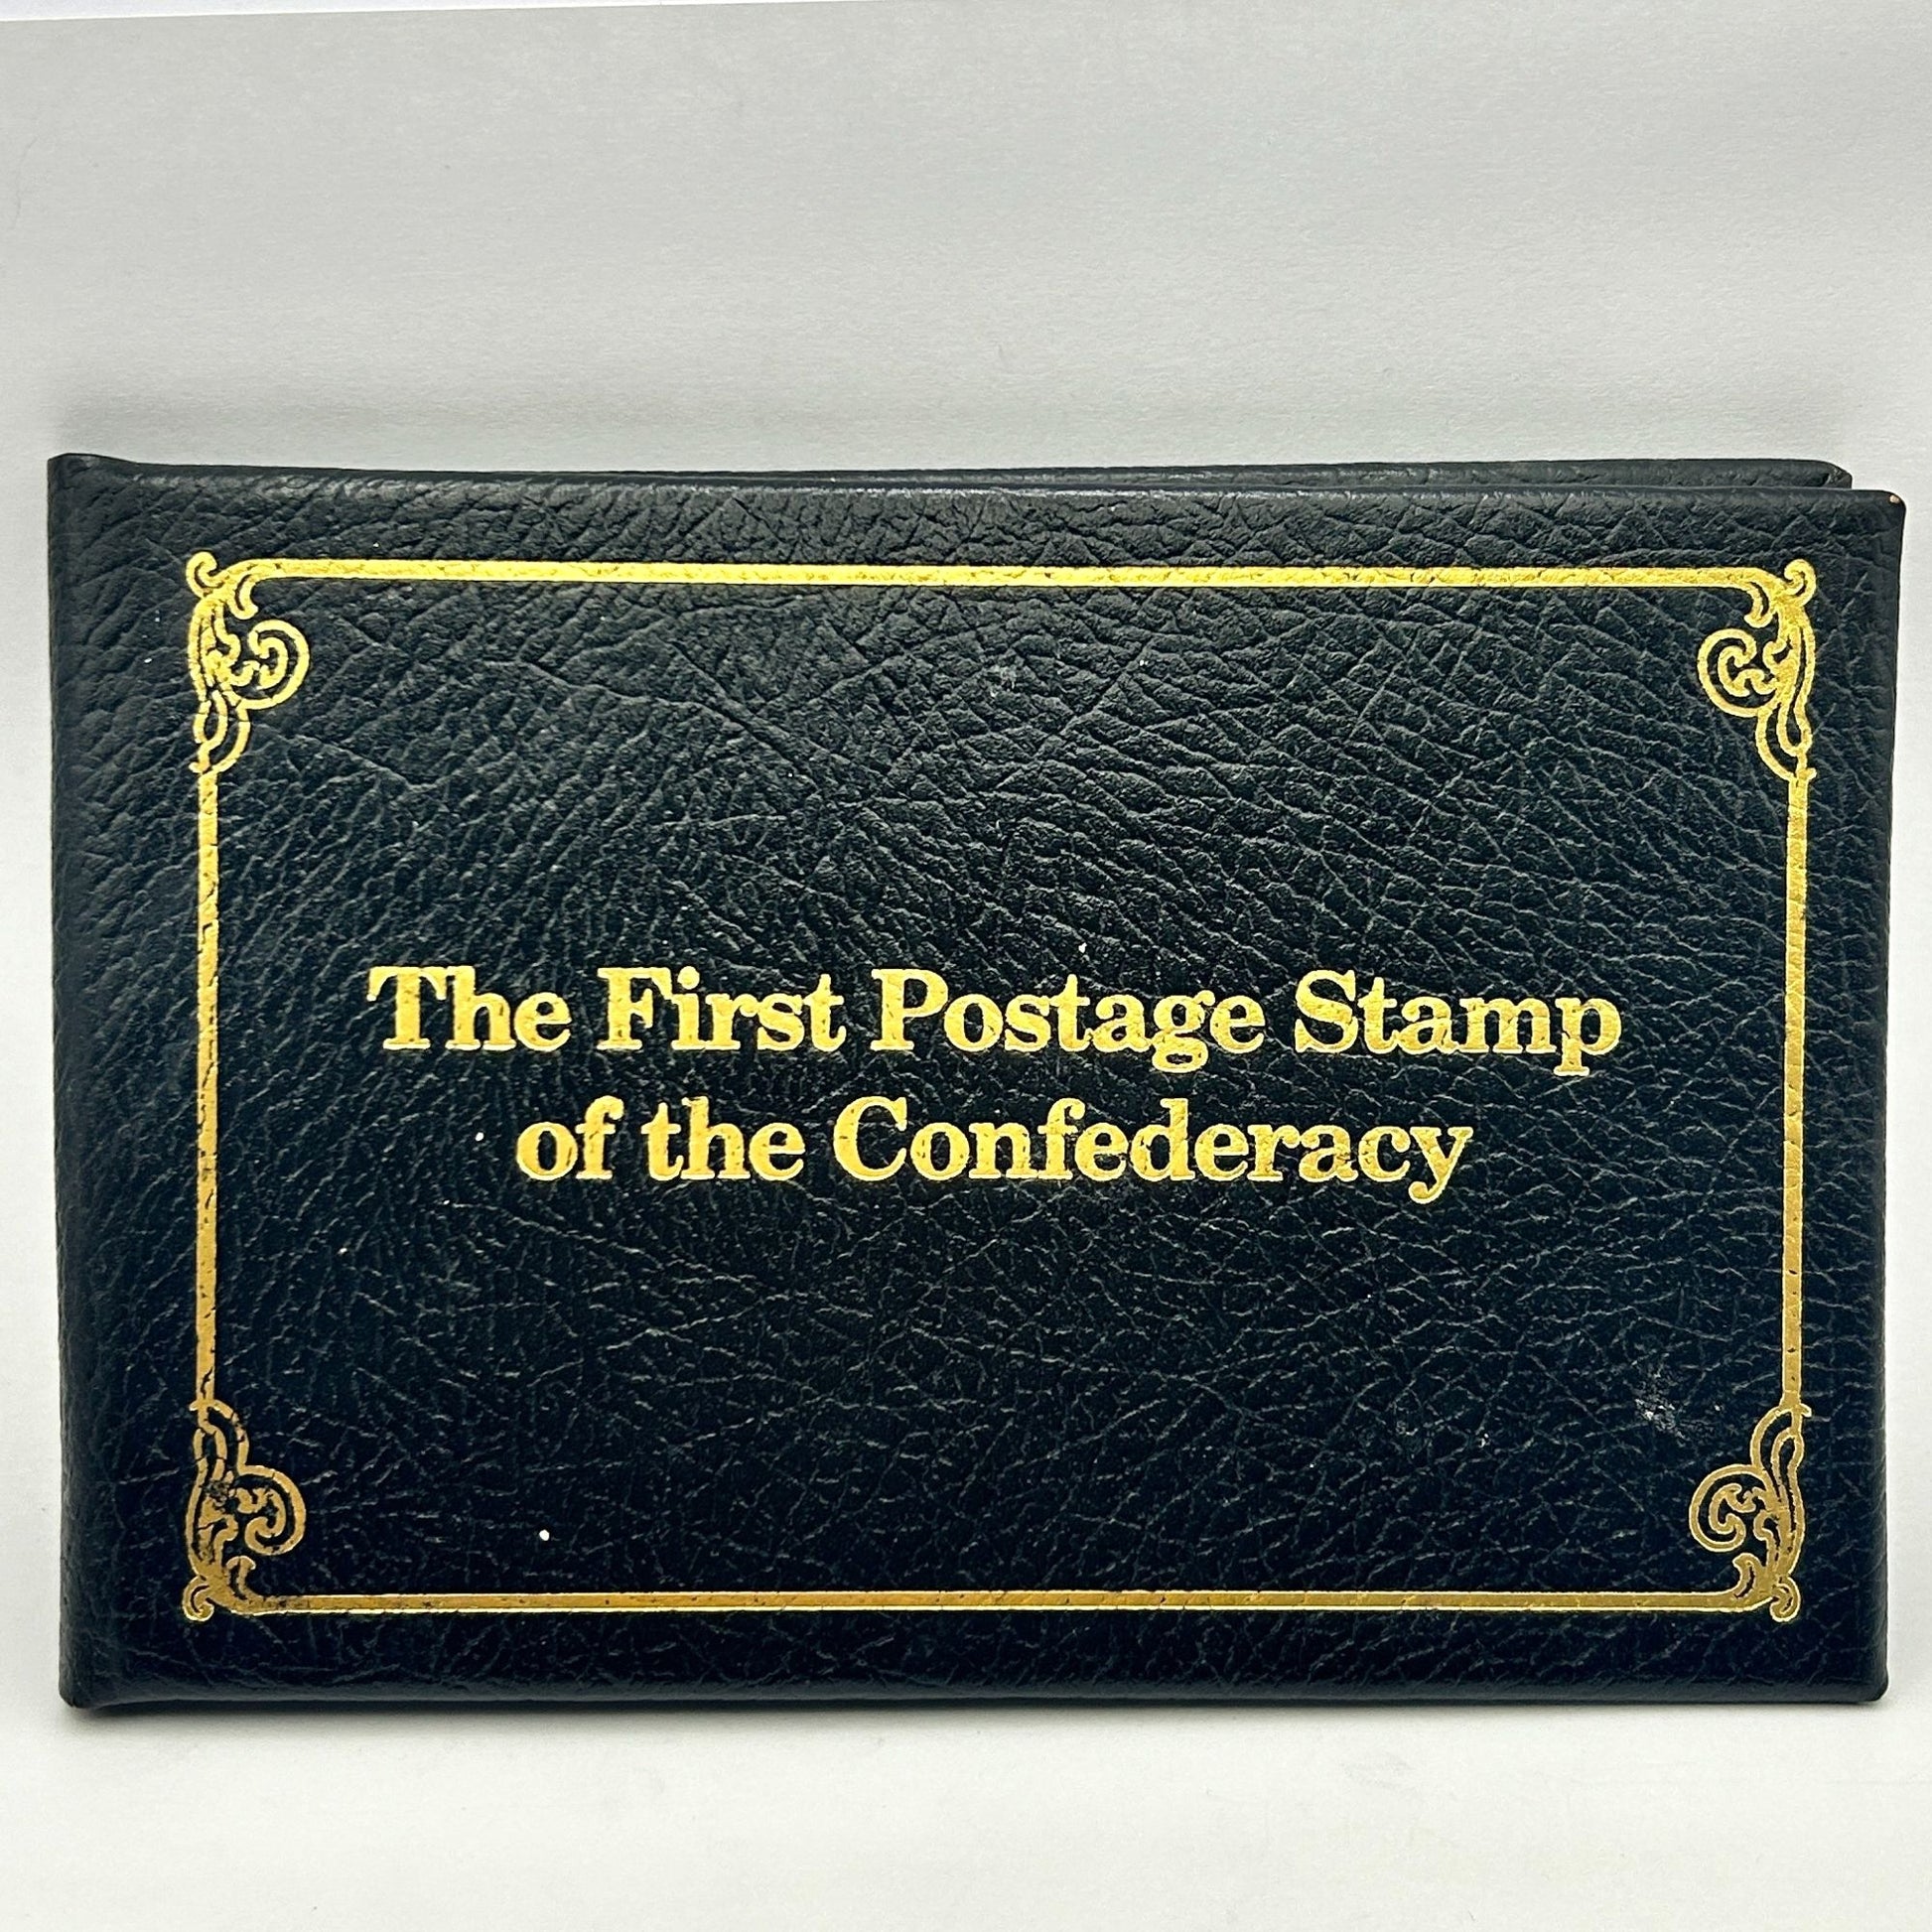 The First Postage Stamp
of the Confederacy